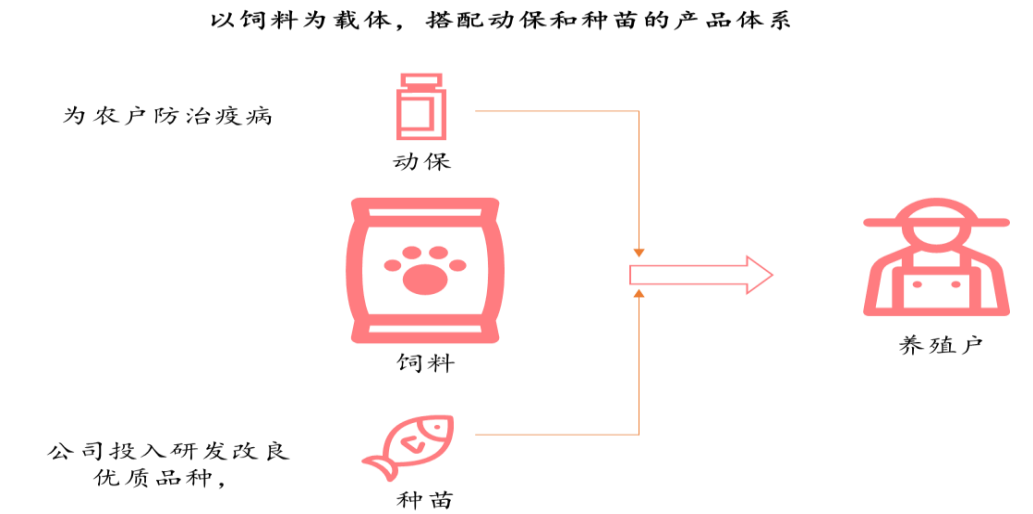 以饲料为载体，搭配动保和种苗的产品体系
为农户防治疫病
动保
饲料
养殖户
公司投入研发改良
优质品种，
种苗